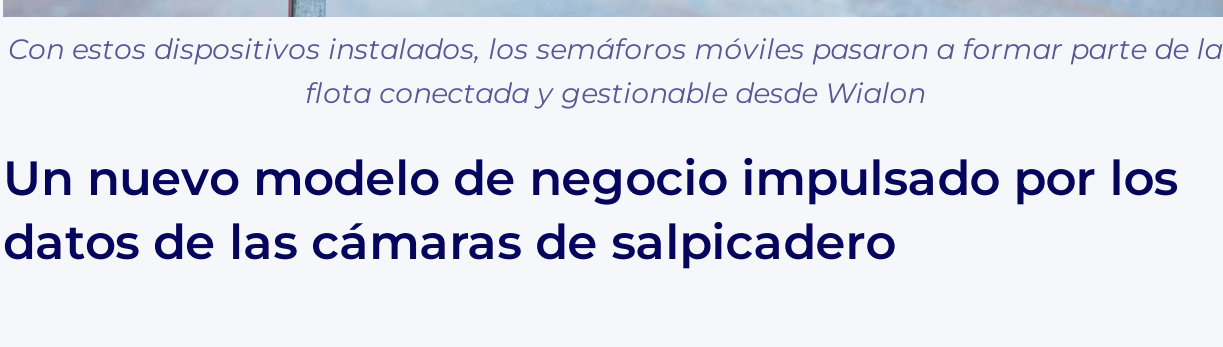 Con estos dispositivos instalados, los semáforos móviles pasaron a formar parte de la
flota conectada y gestionable desde Wialon
Un nuevo modelo de negocio impulsado por los
datos de las cámaras de salpicadero